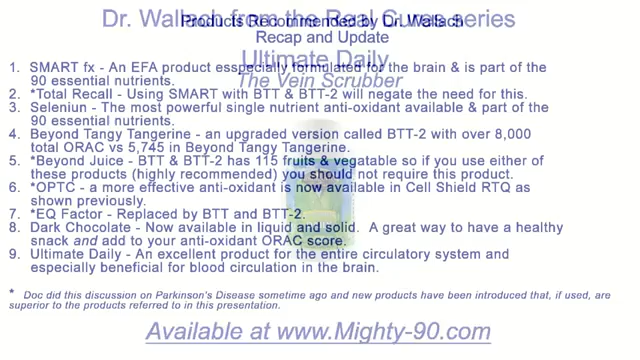 Dr. Wallach from the Real Cures series
Products Recommended by Dr. Wallach
Recap and Update
Ultimate Daily
The Vein Scrubber
1. SMART fx - An EFA product esspecially formulated for the brain & is part of the
90 essential nutrients.
2. *Total Recall - Using SMART with BTT & BTT-2 will negate the need for this.
3. Seleniun - The most powerful single nutrient anti-oxidant available & part of the
90 essential nutrients.
4. Beyond Tangy Tangerine - an upgraded version called BTT-2 with over 8,000
total ORAC vs 5,745 in Beyond Tangy Tangerine.
5. *Beyond Juice - BTT & BTT-2 has 115 fruits & vegatable so if you use either of
these products (highly recommended) you should not require this product.
6. *OPTC - a more effective anti-oxidant is now available in Cell Shield RTQ as
shown previously.
7. *EQ Factor - Replaced by BTT and BTT-2.
8. Dark Chocolate - Now available in liquid and solid. A great way to have a healthy
snack and add to your anti-oxidant ORAC score.
9. Ultimate Daily - An excellent product for the entire circulatory system and
especially beneficial for blood circulation in the brain.
* Doc did this discussion on Parkinson's Disease sometime ago and new products have been introduced that, if used, are
superior to the products referred to in this presentation.
Available at www.Mighty-90.com